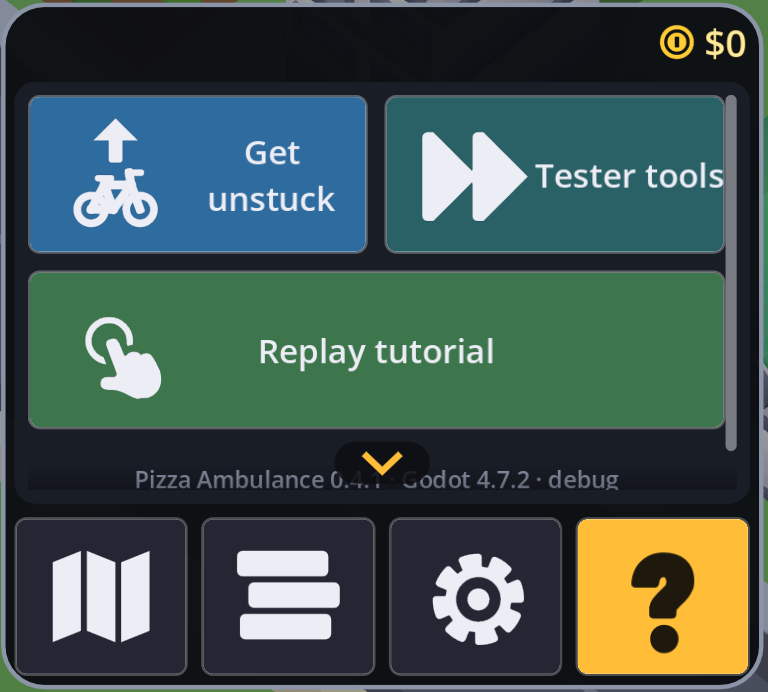 $0
Get
unstuck
Tester tools
Replay tutorial
Pizza Ambulance 0.4.1 · Godot 4.7.2 · debug
?